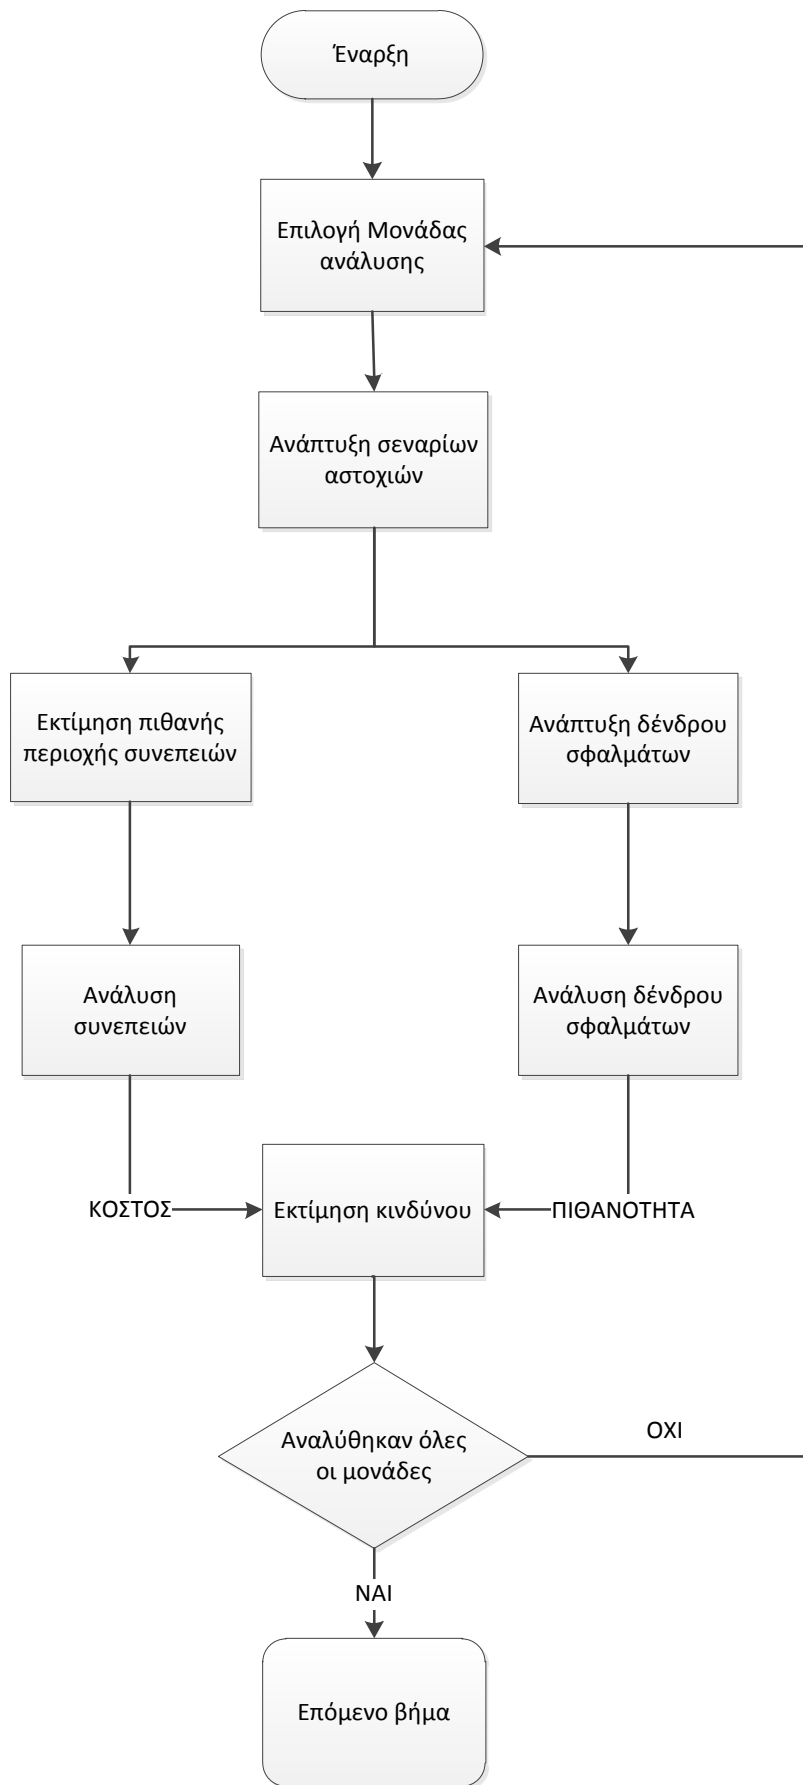 Έναρξη
Επιλογή Μονάδας
ανάλυσης
Ανάπτυξη σεναρίων
αστοχιών
Εκτίμηση πιθανής
περιοχής συνεπειών
Ανάπτυξη δένδρου
σφαλμάτων
Ανάλυση
συνεπειών
Ανάλυση δένδρου
σφαλμάτων
ΚΟΣΤΟΣ
Εκτίμηση κινδύνου
ΠΙΘΑΝΟΤΗΤΑ
Αναλύθηκαν όλες
οι μονάδες
ΟΧΙ
ΝΑΙ
Επόμενο βήμα